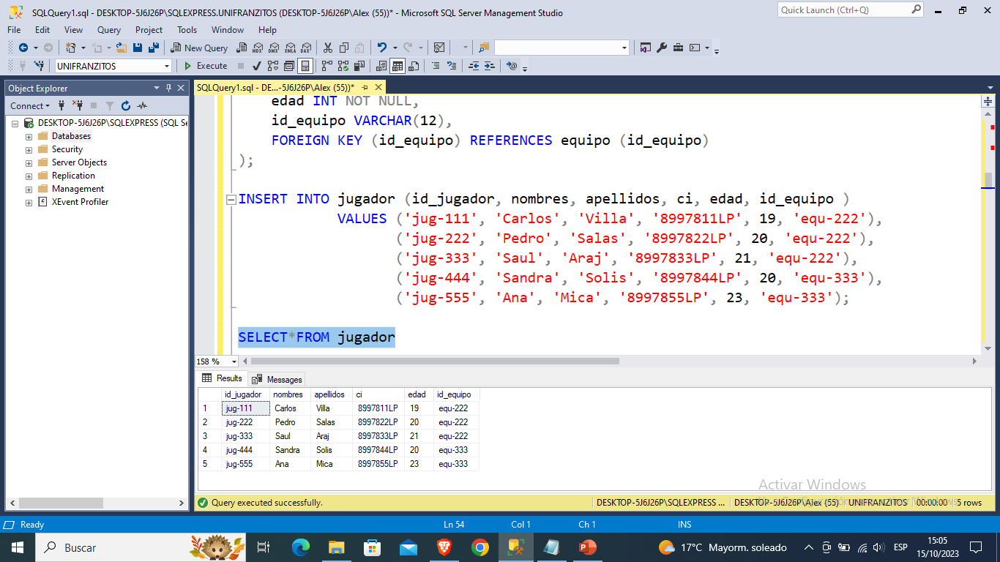 SQLQuery1.sql - DESKTOP-5J6J26P\SQLEXPRESS.UNIFRANZITOS (DESKTOP-5J6J26P\Alex (55))* - Microsoft SQL Server Management Studio
Quick Launch (Ctrl+Q)
File Edit View Query Project Tools Window Help
New Query MDX DMX XMLA DAX
UNIFRANZITOS Execute
Object Explorer
SQLQuery1.sql - DE...-5J6J26P\Alex (55))*
Connect
DESKTOP-5J6J26P\SQLEXPRESS (SQL Se
Databases
Security
Server Objects
Replication
Management
XEvent Profiler
edad INT NOT NULL,
id_equipo VARCHAR(12),
FOREIGN KEY (id_equipo) REFERENCES equipo (id_equipo)
);
INSERT INTO jugador (id_jugador, nombres, apellidos, ci, edad, id_equipo )
VALUES ('jug-111', 'Carlos', 'Villa', '8997811LP', 19, 'equ-222'),
('jug-222', 'Pedro', 'Salas', '8997822LP', 20, 'equ-222'),
('jug-333', 'Saul', 'Araj', '8997833LP', 21, 'equ-222'),
('jug-444', 'Sandra', 'Solis', '8997844LP', 20, 'equ-333'),
('jug-555', 'Ana', 'Mica', '8997855LP', 23, 'equ-333');
SELECT*FROM jugador
158 %
Results Messages
id_jugador nombres apellidos ci edad id_equipo
1 jug-111 Carlos Villa 8997811LP 19 equ-222
2 jug-222 Pedro Salas 8997822LP 20 equ-222
3 jug-333 Saul Araj 8997833LP 21 equ-222
4 jug-444 Sandra Solis 8997844LP 20 equ-333
5 jug-555 Ana Mica 8997855LP 23 equ-333
Activar Windows
Query executed successfully. DESKTOP-5J6J26P\SQLEXPRESS ... DESKTOP-5J6J26P\Alex (55) UNIFRANZITOS 00:00:00 5 rows
Ready Ln 54 Col 1 Ch 1 INS
Buscar 17°C Mayorm. soleado ESP 15:05
15/10/2023